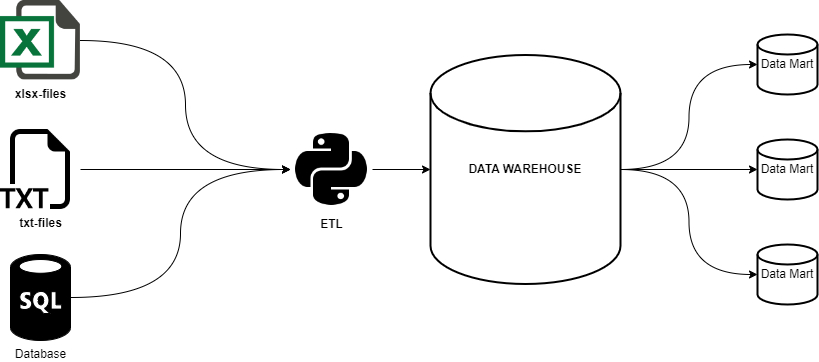 X
xlsx-files
TXT
txt-files
SQL
Database
ETL
DATA WAREHOUSE
Data Mart
Data Mart
Data Mart